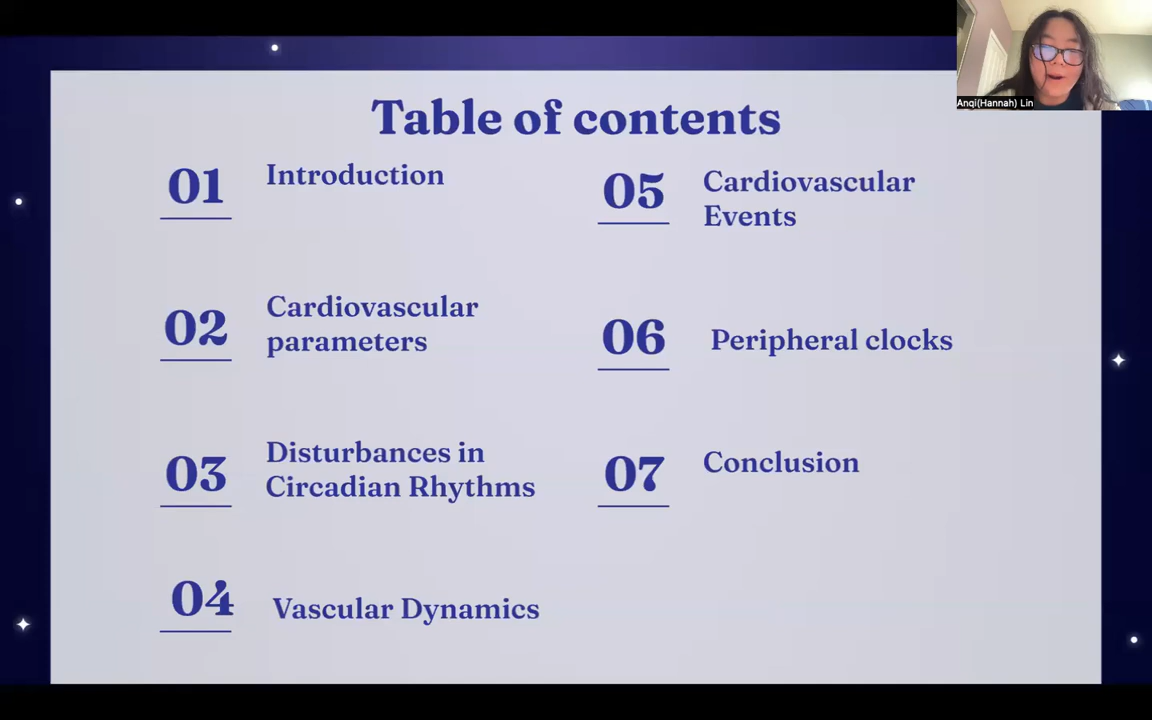 Table of contents
01
Introduction
02
Cardiovascular
parameters
03
Disturbances in
Circadian Rhythms
04
Vascular Dynamics
05
Cardiovascular
Events
06
Peripheral clocks
07
Conclusion
Anqi(Hannah) Lin